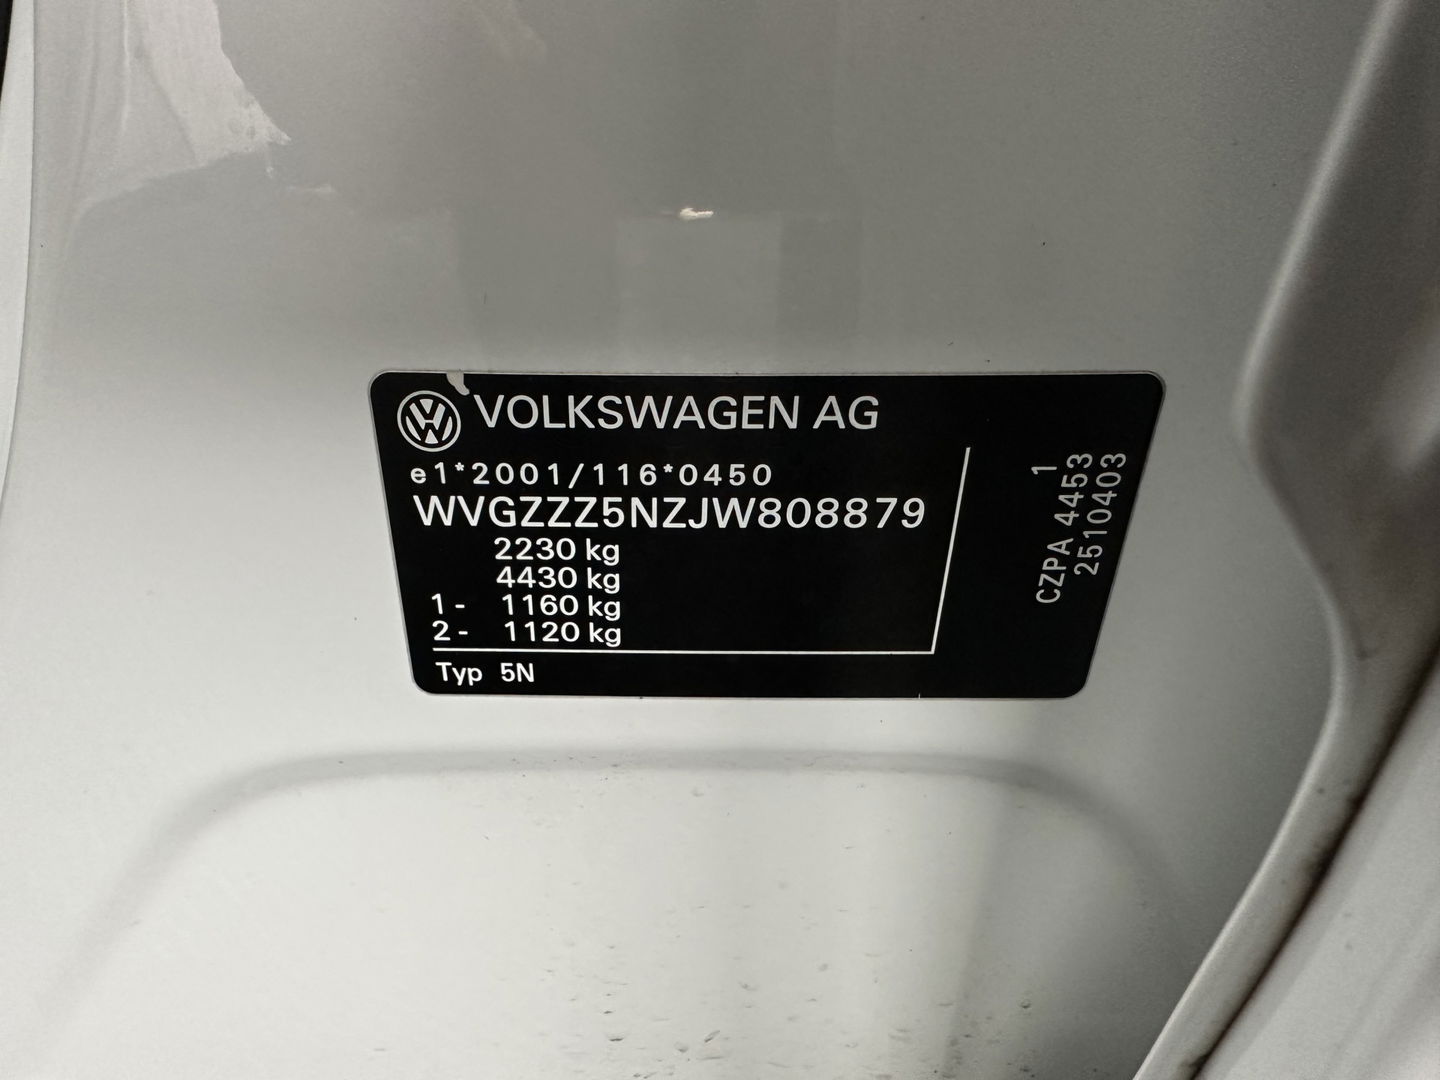 VOLKSWAGEN AG
e1*2001/116*0450
WVGZZZ5NZJW808879
2230 kg
4430 kg
1- 1160 kg
2- 1120 kg
Typ 5N
1
CZPA 4453
2510403